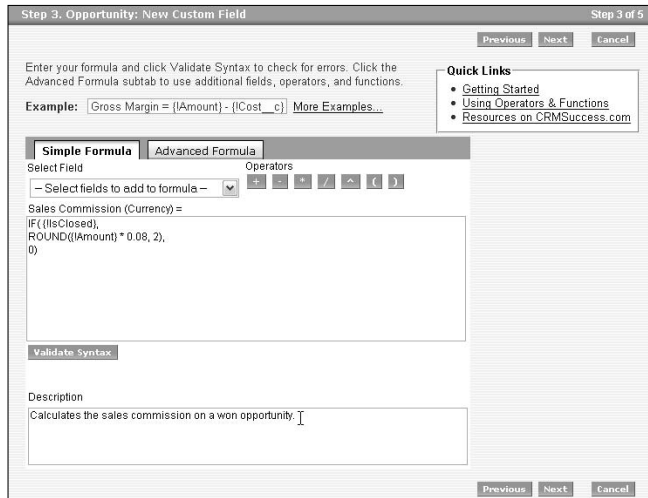 Step 3. Opportunity: New Custom Field
Step 3 of 5
Previous Next Cancel
Enter your formula and click Validate Syntax to check for errors. Click the
Advanced Formula subtab to use additional fields, operators, and functions.
Example: Gross Margin = {!Amount} - {!Cost__c} More Examples...
Quick Links
• Getting Started
• Using Operators & Functions
• Resources on CRMSuccess.com
Simple Formula Advanced Formula
Select Field
Operators
-- Select fields to add to formula --
+ - * / ^ ( )
Sales Commission (Currency) =
IF( {!IsClosed},
ROUND({!Amount} * 0.08, 2),
0)
Validate Syntax
Description
Calculates the sales commission on a won opportunity.
Previous Next Cancel